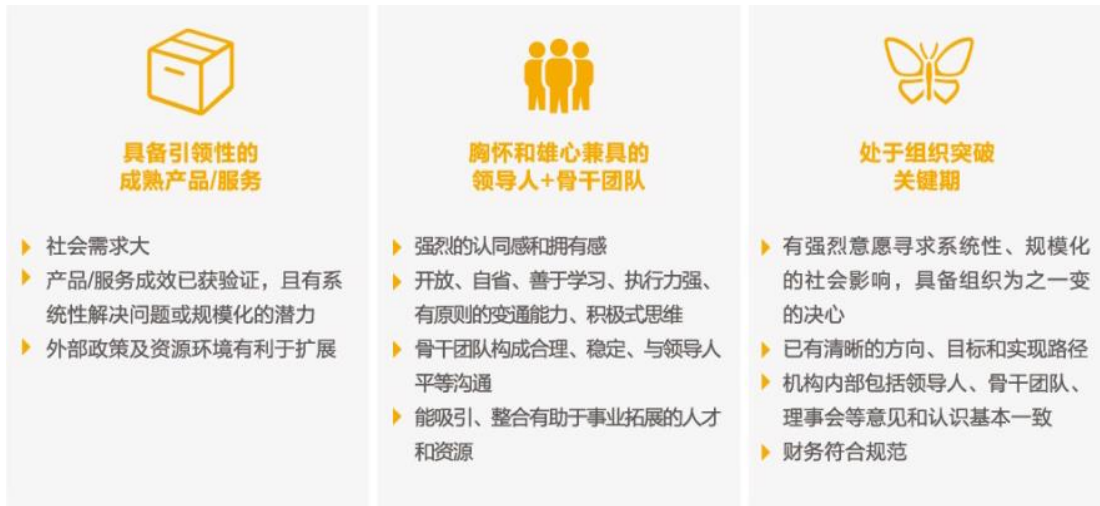 具备引领性的
成熟产品/服务
社会需求大
产品/服务成效已获验证，且有系
统性解决问题或规模化的潜力
外部政策及资源环境有利于扩展
胸怀和雄心兼具的
领导人+骨干团队
强烈的认同感和拥有感
开放、自省、善于学习、执行力强、
有原则的变通能力、积极式思维
骨干团队构成合理、稳定、与领导人
平等沟通
能吸引、整合有助于事业拓展的人才
和资源
处于组织突破
关键期
有强烈意愿寻求系统性、规模化
的社会影响，具备组织为之一变
的决心
已有清晰的方向、目标和实现路径
机构内部包括领导人、骨干团队、
理事会等意见和认识基本一致
财务符合规范